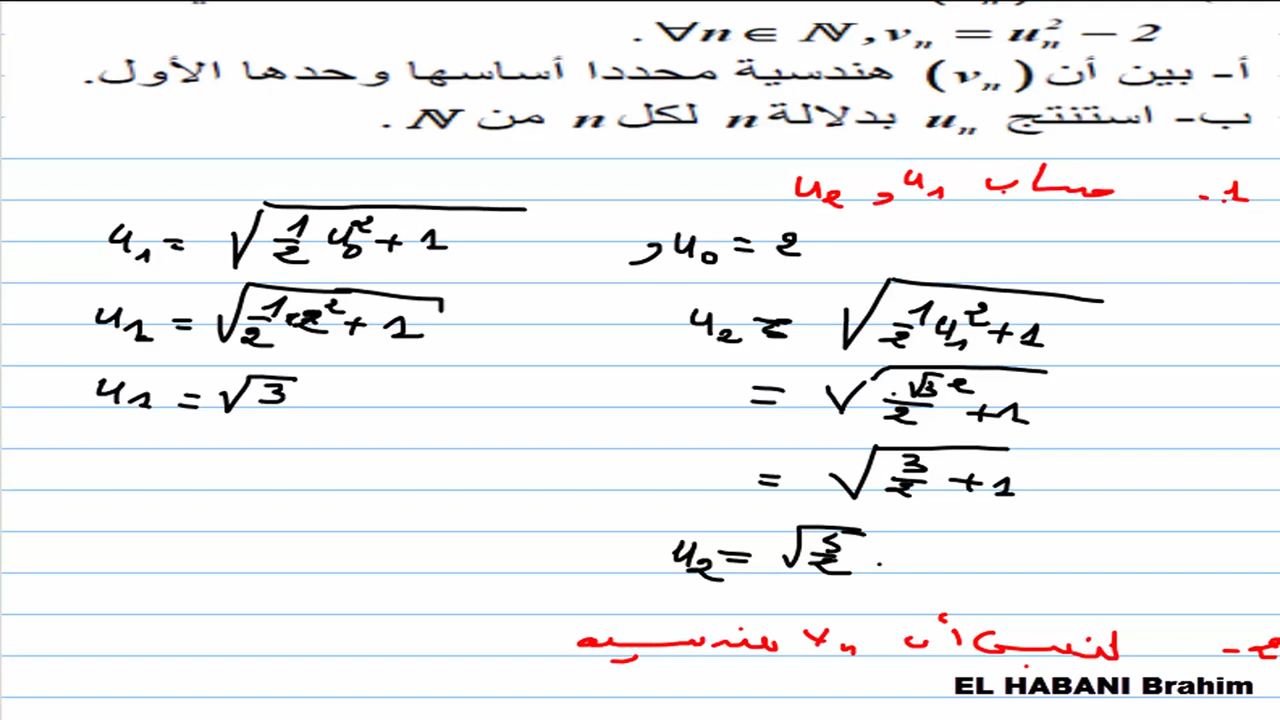 ∀n ∈ ℕ, vₙ = uₙ² − 2 .
أ- بين أن (vₙ) هندسية محددا أساسها وحدها الأول.
ب- استنتج uₙ بدلالة n لكل n من ℕ .
1. - حساب u₁ و u₂
u₀ = 2 و
u₁ = √(1/2 u₀² + 1)
u₁ = √(1/2 × 2² + 1)
u₁ = √3
u₂ = √(1/2 u₁² + 1)
= √(√3²/2 + 1)
= √(3/2 + 1)
u₂ = √(5/2) .
2- لنبين أن vₙ هندسية
EL HABANI Brahim